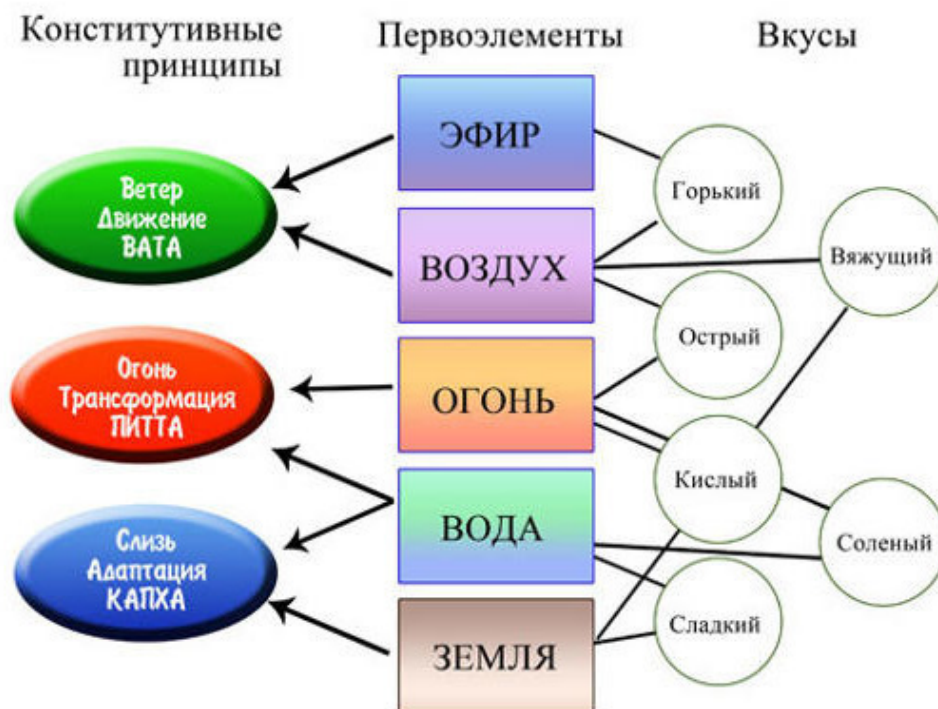 Конститутивные
принципы
Первоэлементы
Вкусы
Ветер
Движение
ВАТА
Огонь
Трансформация
ПИТТА
Слизь
Адаптация
КАПХА
ЭФИР
ВОЗДУХ
ОГОНЬ
ВОДА
ЗЕМЛЯ
Горький
Вяжущий
Острый
Кислый
Соленый
Сладкий